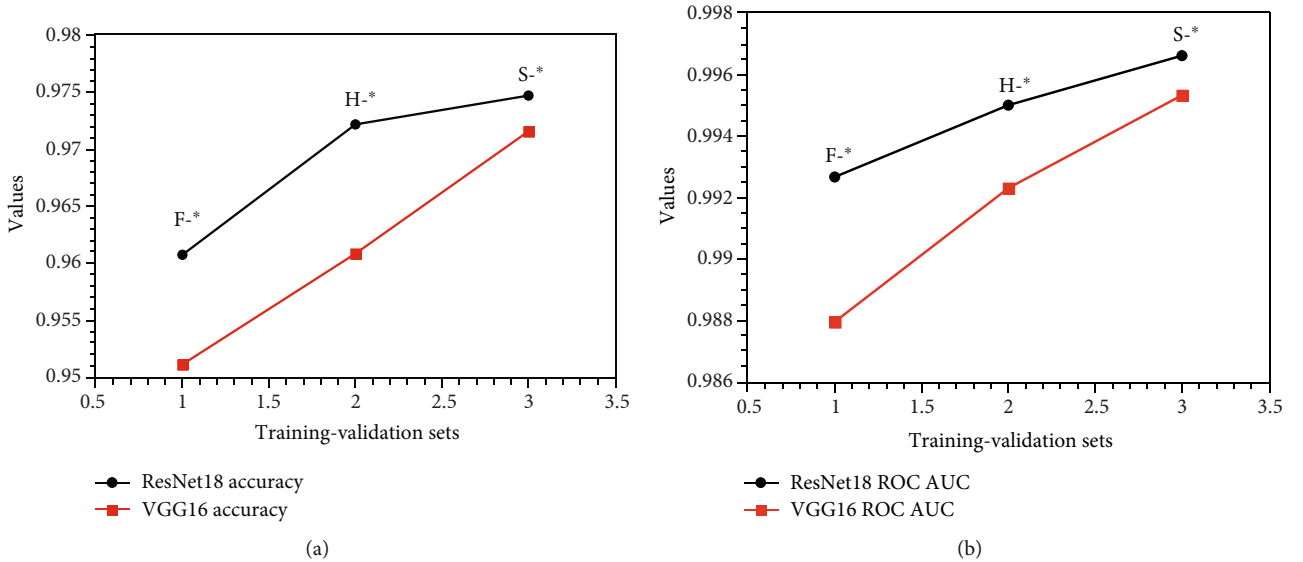 0.98
0.975
0.97
0.965
0.96
0.955
0.95
Values
F-*
H-*
S-*
0.5 1 1.5 2 2.5 3 3.5
Training-validation sets
ResNet18 accuracy
VGG16 accuracy
(a)
0.998
0.996
0.994
0.992
0.99
0.988
0.986
Values
F-*
H-*
S-*
0.5 1 1.5 2 2.5 3 3.5
Training-validation sets
ResNet18 ROC AUC
VGG16 ROC AUC
(b)